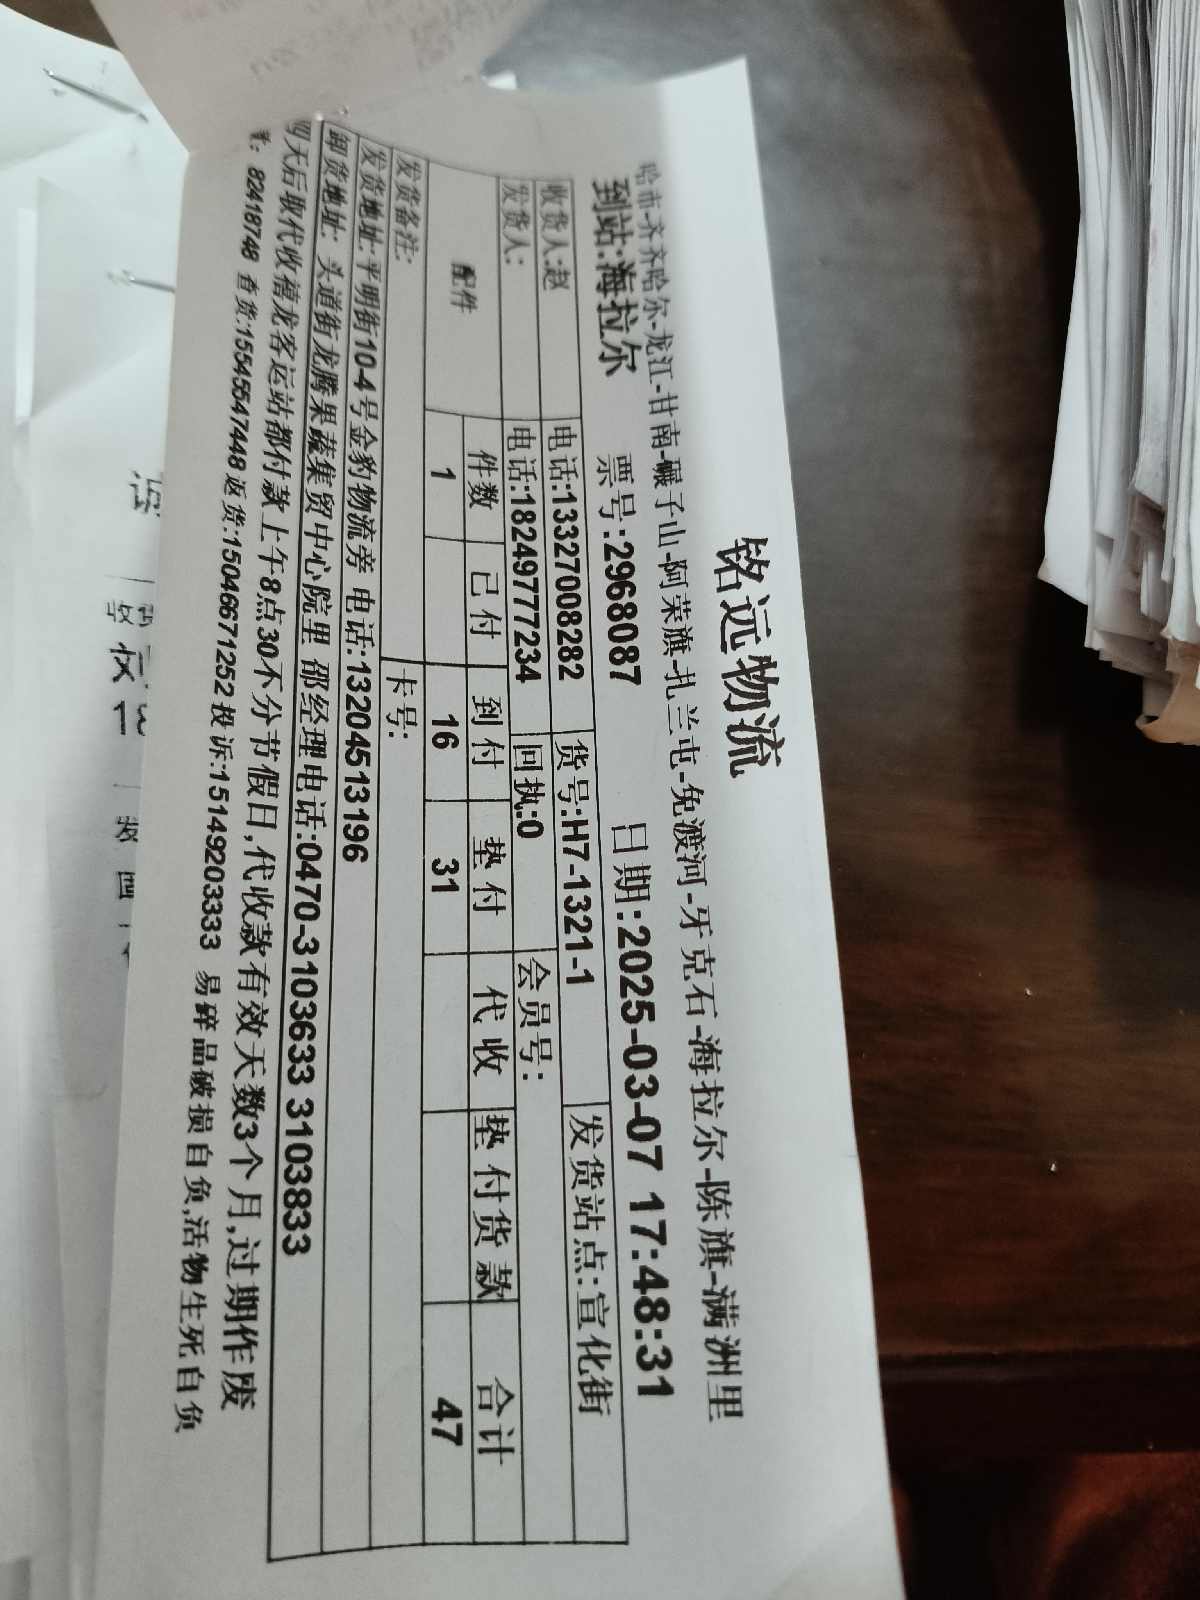 铭远物流
哈市-齐齐哈尔-龙江-甘南-碾子山-阿荣旗-扎兰屯-免渡河-牙克石-海拉尔-陈旗-满洲里
到站:海拉尔 票号:2968087 日期:2025-03-07 17:48:31
收货人:赵 电话:13327008282 货号:H7-1321-1 发货站点:宣化街
发货人: 电话:18249777234 回执:0 会员号:
配件 件数 已付 到付 垫付 代收 垫付货款 合计
1 16 31 47
发货备注: 卡号:
发货地址:平明街10-4号金豹物流旁 电话:13204513196
卸货地址: 头道街龙腾果蔬集贸中心院里 邵经理电话:0470-3103633 3103833
四天后取代收禧龙客运站都付款上午8点30不分节假日,代收款有效天数3个月,过期作废
: 82418748 查货:15545547448 返货:15046671252 投诉:15149203333 易碎品破损自负,活物生死自负